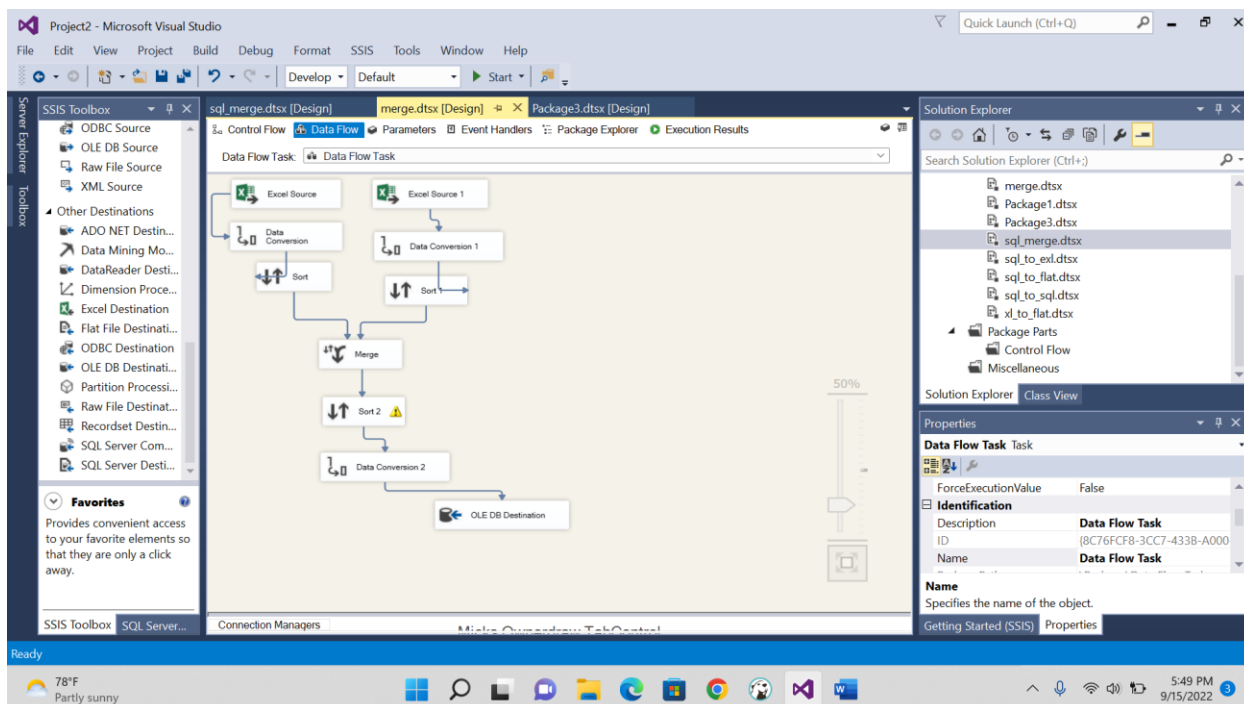 Project2 - Microsoft Visual Studio
Quick Launch (Ctrl+Q)
File Edit View Project Build Debug Format SSIS Tools Window Help
Develop Default Start
Server Explorer
Toolbox
SSIS Toolbox
ODBC Source
OLE DB Source
Raw File Source
XML Source
Other Destinations
ADO NET Destin...
Data Mining Mo...
DataReader Desti...
Dimension Proce...
Excel Destination
Flat File Destinati...
ODBC Destination
OLE DB Destinati...
Partition Processi...
Raw File Destinat...
Recordset Destin...
SQL Server Com...
SQL Server Desti...
Favorites
Provides convenient access
to your favorite elements so
that they are only a click
away.
SSIS Toolbox SQL Server...
sql_merge.dtsx [Design] merge.dtsx [Design] Package3.dtsx [Design]
Control Flow Data Flow Parameters Event Handlers Package Explorer Execution Results
Data Flow Task: Data Flow Task
Excel Source Excel Source 1
Data
Conversion
Data Conversion 1
Sort
Sort 1
Merge
Sort 2
Data Conversion 2
OLE DB Destination
50%
Connection Managers
Solution Explorer
Search Solution Explorer (Ctrl+;)
merge.dtsx
Package1.dtsx
Package3.dtsx
sql_merge.dtsx
sql_to_exl.dtsx
sql_to_flat.dtsx
sql_to_sql.dtsx
xl_to_flat.dtsx
Package Parts
Control Flow
Miscellaneous
Solution Explorer Class View
Properties
Data Flow Task Task
ForceExecutionValue False
Identification
Description Data Flow Task
ID {8C76FCF8-3CC7-433B-A000
Name Data Flow Task
Name
Specifies the name of the object.
Getting Started (SSIS) Properties
Ready
78°F
Partly sunny
5:49 PM
9/15/2022
3